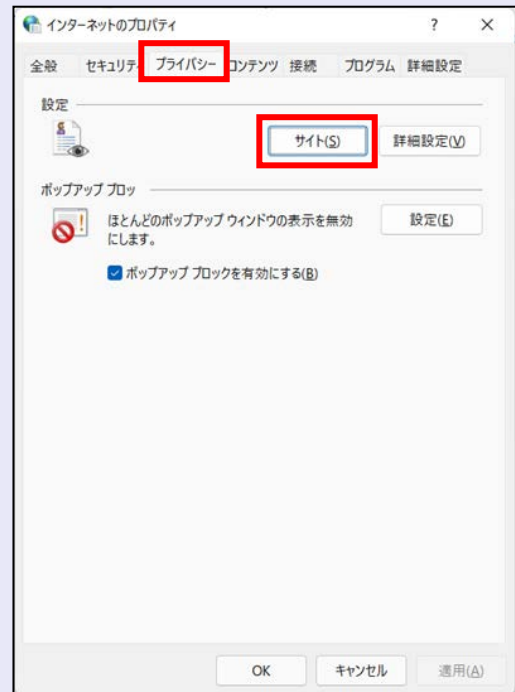 インターネットのプロパティ ? ×
全般 セキュリティ プライバシー コンテンツ 接続 プログラム 詳細設定
設定
サイト(S) 詳細設定(V)
ポップアップ ブロッ
ほとんどのポップアップ ウィンドウの表示を無効 設定(E)
にします。
ポップアップ ブロックを有効にする(B)
OK キャンセル 適用(A)